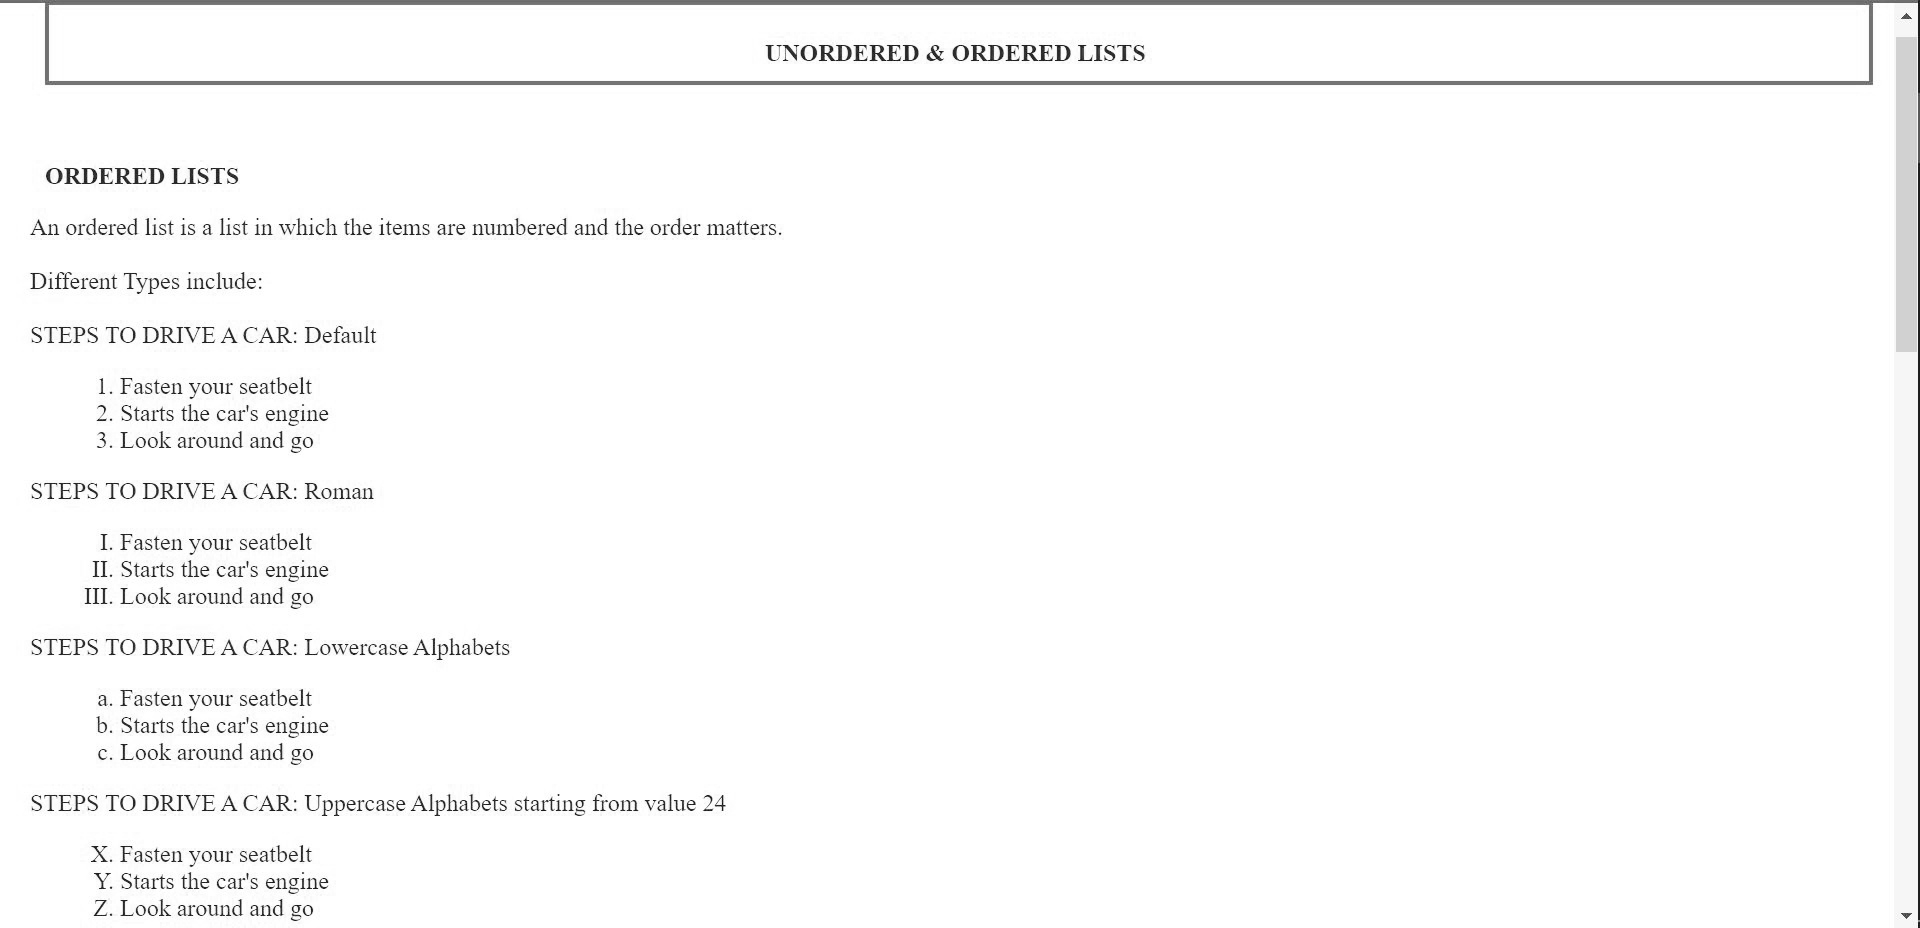 UNORDERED & ORDERED LISTS
ORDERED LISTS
An ordered list is a list in which the items are numbered and the order matters.
Different Types include:
STEPS TO DRIVE A CAR: Default
1. Fasten your seatbelt
2. Starts the car's engine
3. Look around and go
STEPS TO DRIVE A CAR: Roman
I. Fasten your seatbelt
II. Starts the car's engine
III. Look around and go
STEPS TO DRIVE A CAR: Lowercase Alphabets
a. Fasten your seatbelt
b. Starts the car's engine
c. Look around and go
STEPS TO DRIVE A CAR: Uppercase Alphabets starting from value 24
X. Fasten your seatbelt
Y. Starts the car's engine
Z. Look around and go